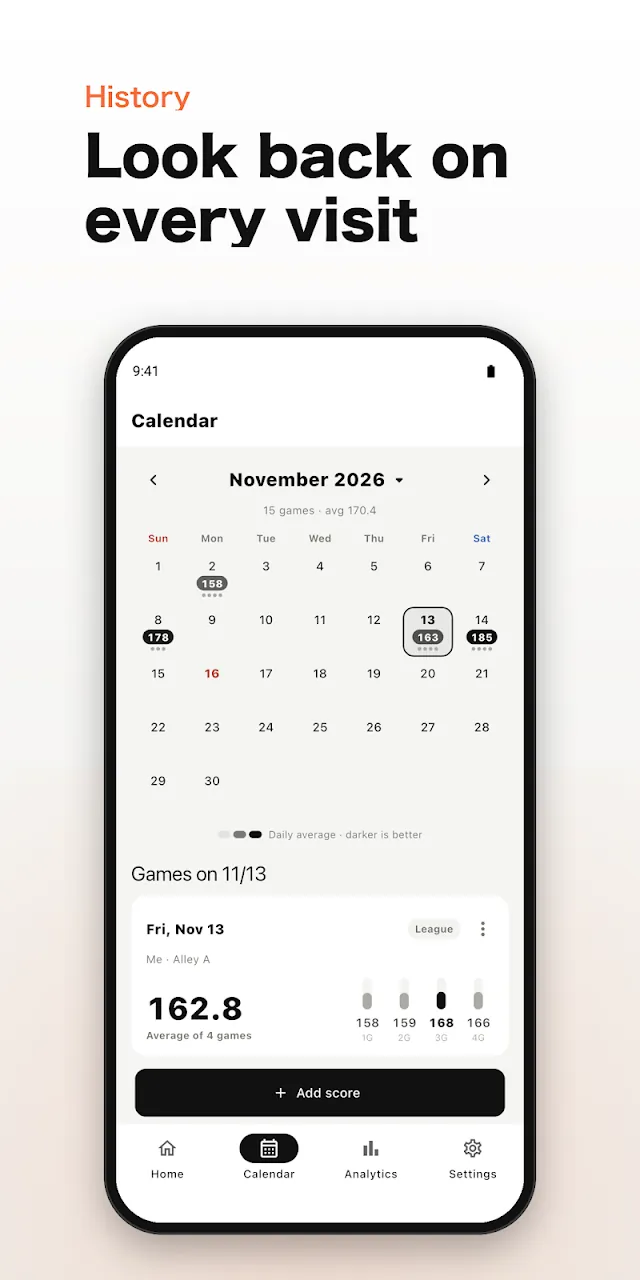 History
Look back on
every visit
9:41
Calendar
November 2026
15 games · avg 170.4
Sun Mon Tue Wed Thu Fri Sat
1 2 3 4 5 6 7
158
8 9 10 11 12 13 14
178 163 185
15 16 17 18 19 20 21
22 23 24 25 26 27 28
29 30
Daily average · darker is better
Games on 11/13
Fri, Nov 13 League
Me · Alley A
162.8
Average of 4 games
158 159 168 166
1G 2G 3G 4G
+ Add score
Home Calendar Analytics Settings